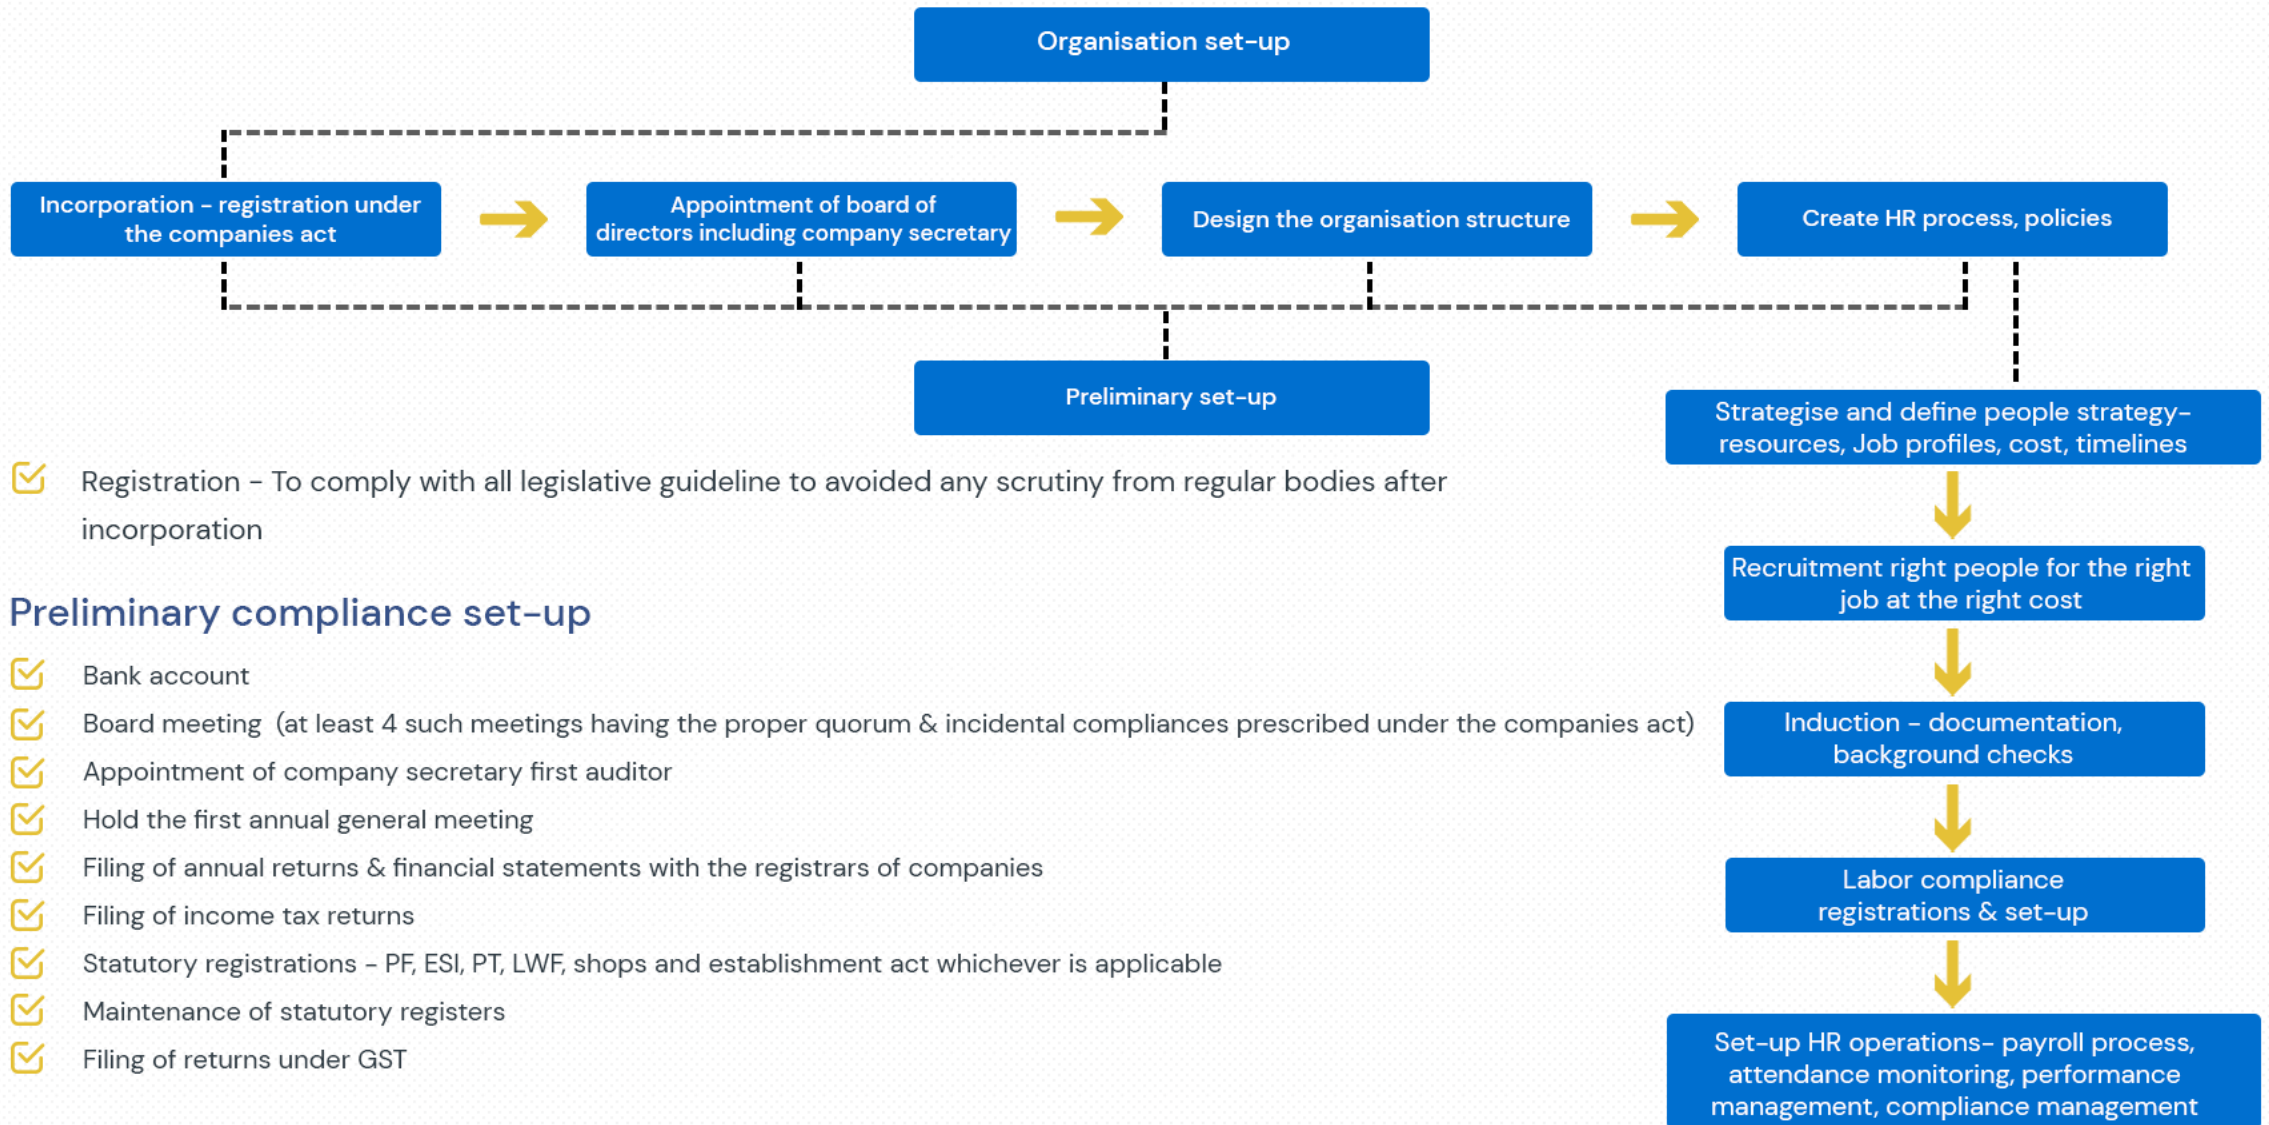 Organisation set-up
Incorporation - registration under
the companies act
Appointment of board of
directors including company secretary
Design the organisation structure
Create HR process, policies
Preliminary set-up
Strategise and define people strategy-
resources, Job profiles, cost, timelines
Registration - To comply with all legislative guideline to avoided any scrutiny from regular bodies after
incorporation
Recruitment right people for the right
job at the right cost
Preliminary compliance set-up
Bank account
Board meeting (at least 4 such meetings having the proper quorum & incidental compliances prescribed under the companies act)
Appointment of company secretary first auditor
Hold the first annual general meeting
Filing of annual returns & financial statements with the registrars of companies
Filing of income tax returns
Statutory registrations - PF, ESI, PT, LWF, shops and establishment act whichever is applicable
Maintenance of statutory registers
Filing of returns under GST
Induction - documentation,
background checks
Labor compliance
registrations & set-up
Set-up HR operations- payroll process,
attendance monitoring, performance
management, compliance management